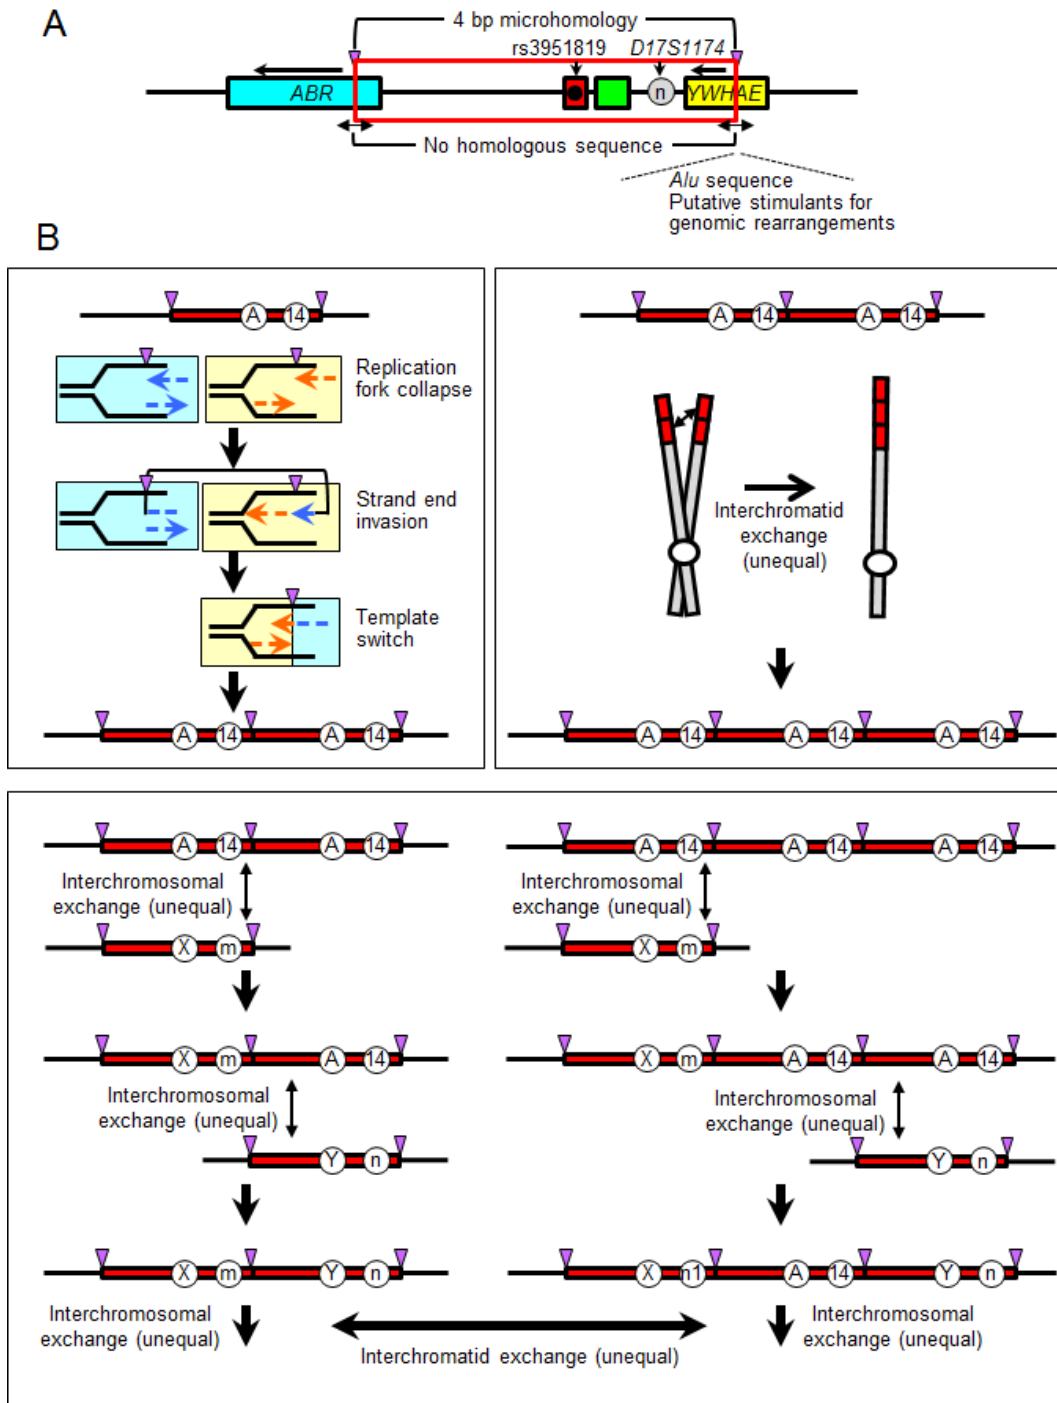 A
4 bp microhomology
rs3951819 D17S1174
ABR n YWHAE
No homologous sequence
Alu sequence
Putative stimulants for
genomic rearrangements
B
A 14
Replication
fork collapse
Strand end
invasion
Template
switch
A 14 A 14
A 14 A 14
Interchromatid
exchange
(unequal)
A 14 A 14 A 14
A 14 A 14
Interchromosomal
exchange (unequal)
X m
X m A 14
Interchromosomal
exchange (unequal)
Y n
X m Y n
Interchromosomal
exchange (unequal)
A 14 A 14 A 14
Interchromosomal
exchange (unequal)
X m
X m A 14 A 14
Interchromosomal
exchange (unequal)
Y n
X n1 A 14 Y n
Interchromosomal
exchange (unequal)
Interchromatid exchange (unequal)